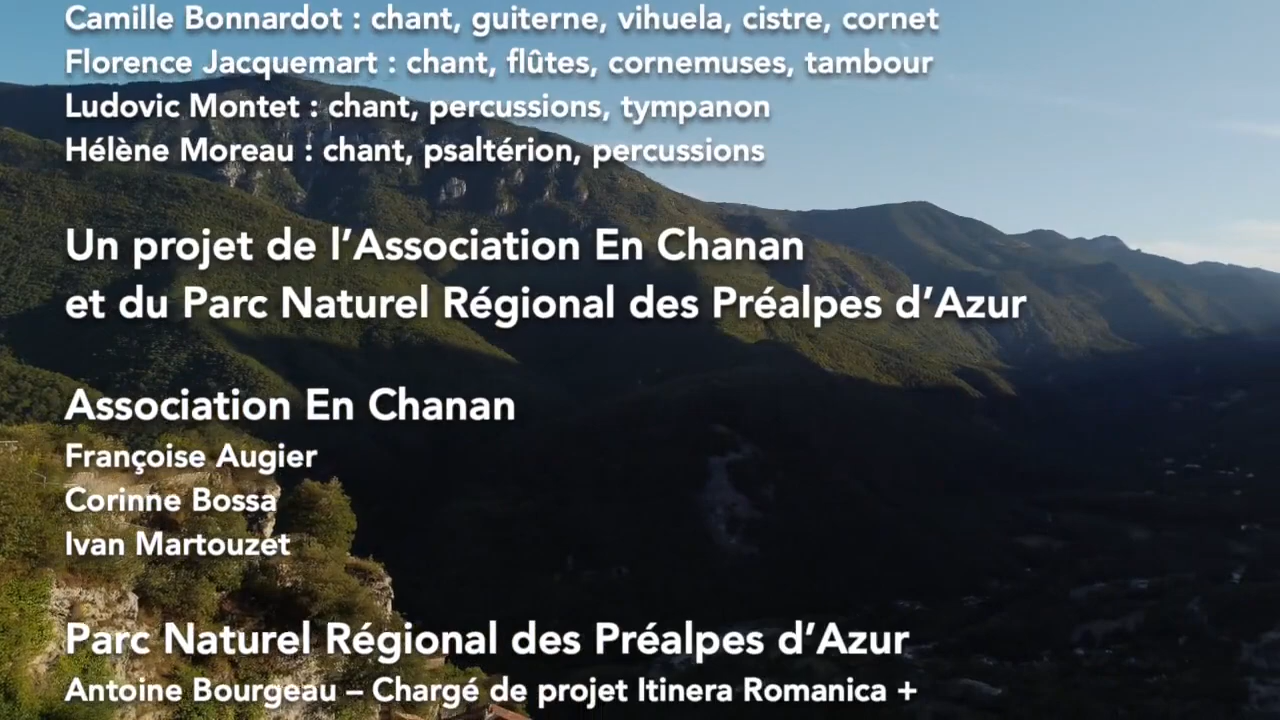 Camille Bonnardot : chant, guiterne, vihuela, cistre, cornet
Florence Jacquemart : chant, flûtes, cornemuses, tambour
Ludovic Montet : chant, percussions, tympanon
Hélène Moreau : chant, psaltérion, percussions
Un projet de l’Association En Chanan
et du Parc Naturel Régional des Préalpes d’Azur
Association En Chanan
Françoise Augier
Corinne Bossa
Ivan Martouzet
Parc Naturel Régional des Préalpes d’Azur
Antoine Bourgeau – Chargé de projet Itinera Romanica +